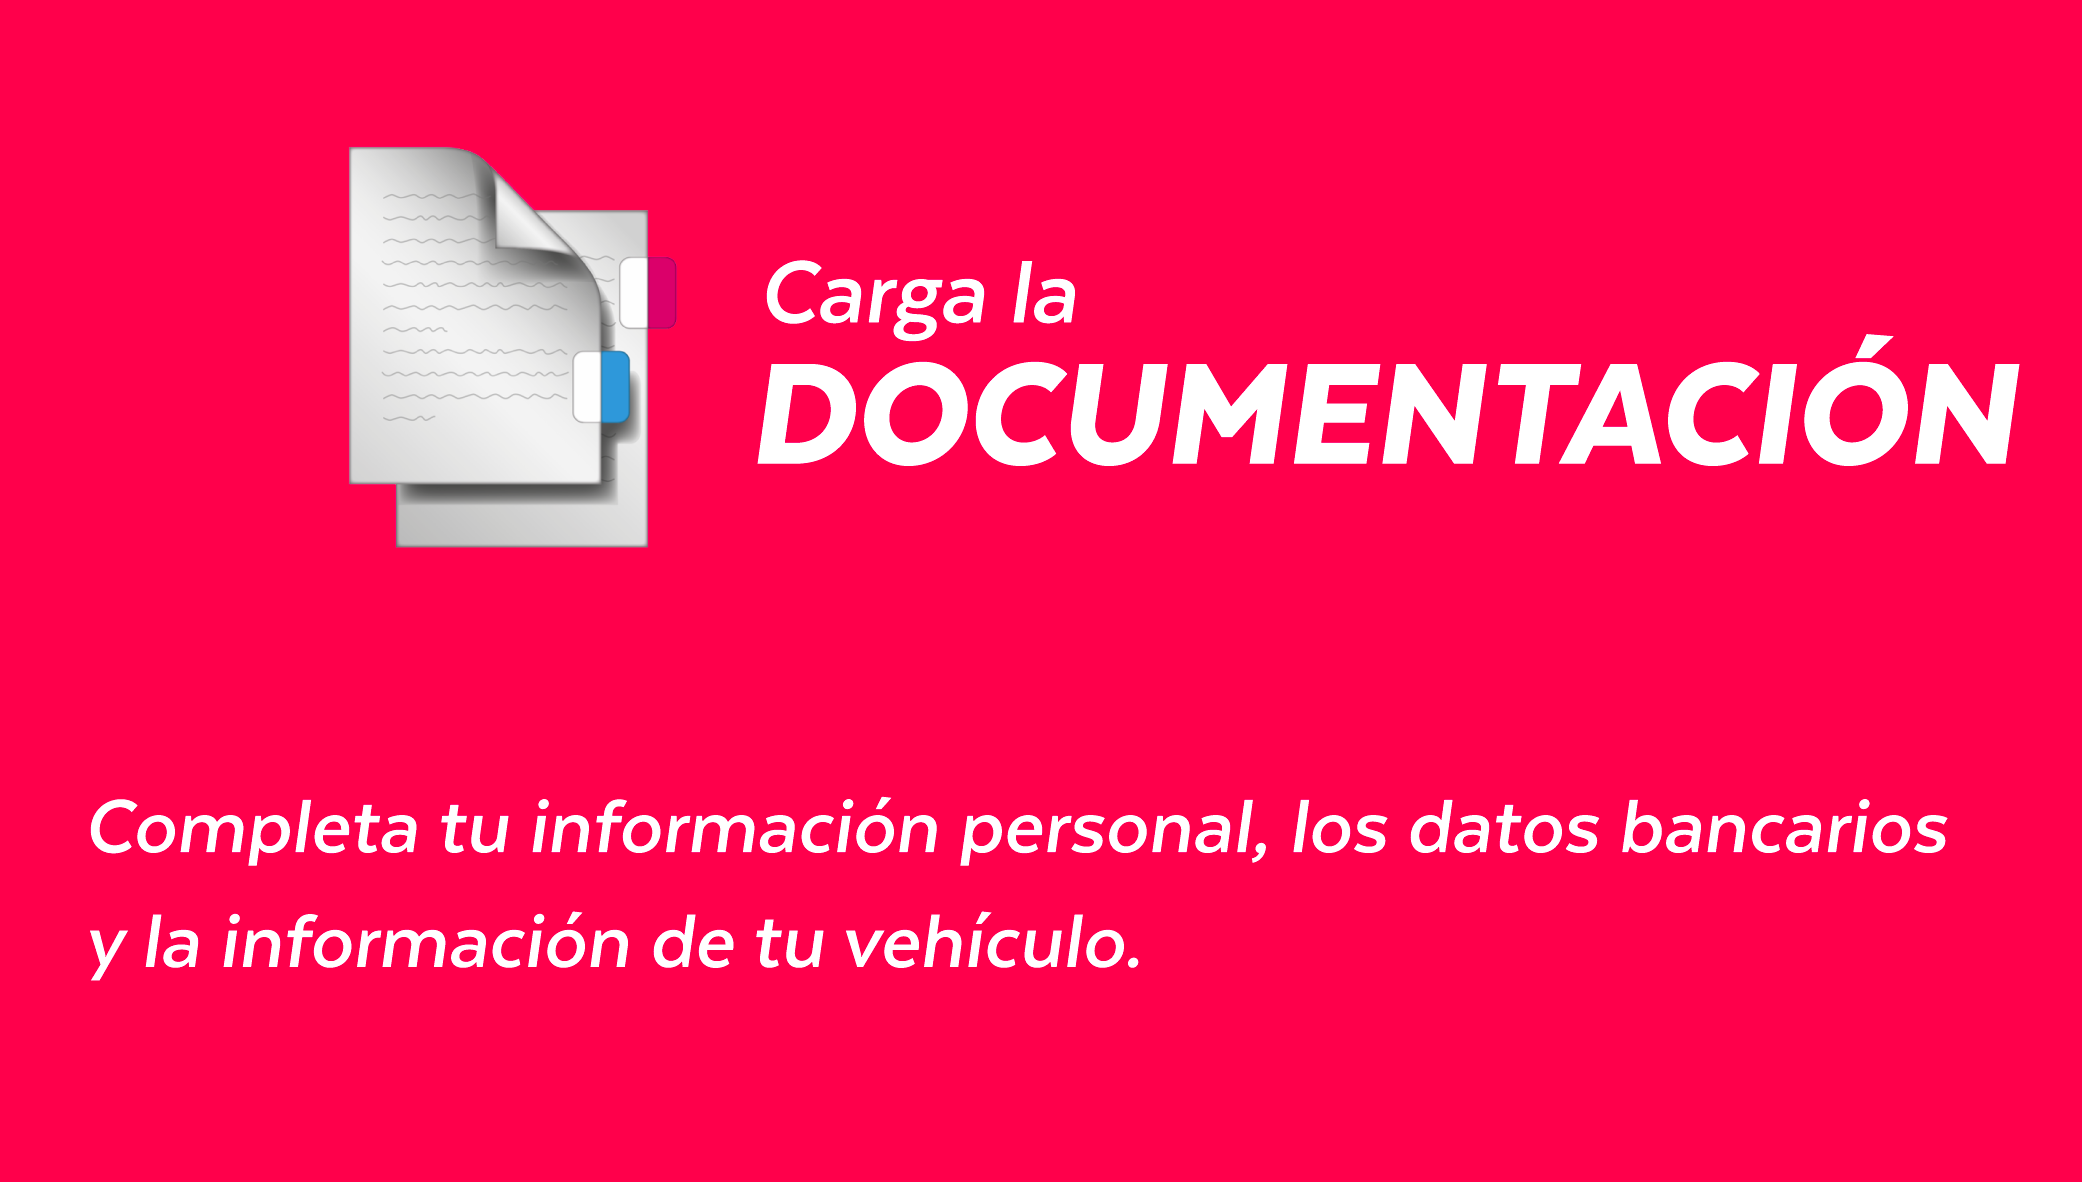 Carga la
DOCUMENTACIÓN
Completa tu información personal, los datos bancarios
y la información de tu vehículo.